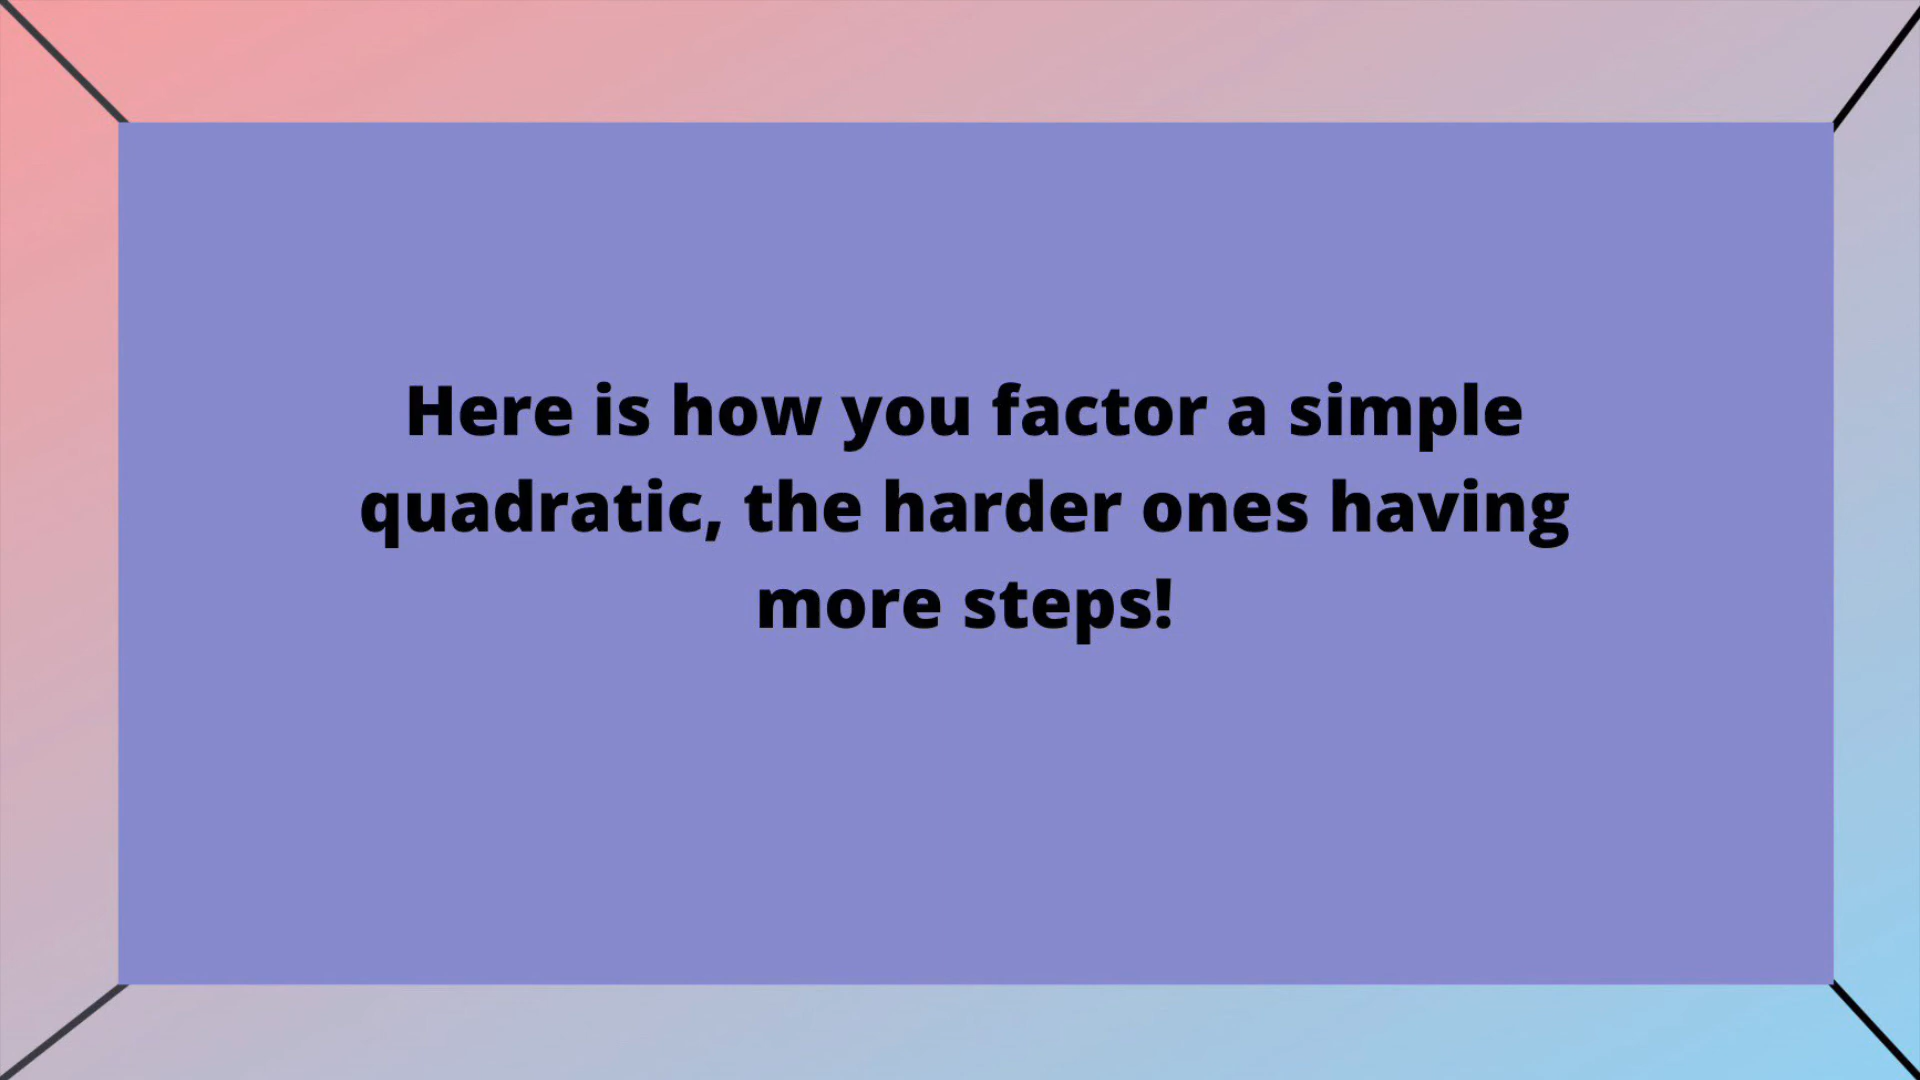 Here is how you factor a simple
quadratic, the harder ones having
more steps!